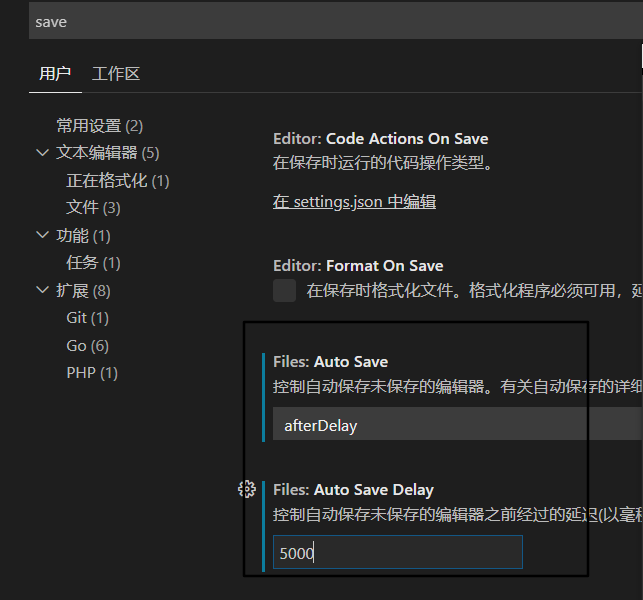 save
用户 工作区
常用设置 (2)
文本编辑器 (5)
正在格式化 (1)
文件 (3)
功能 (1)
任务 (1)
扩展 (8)
Git (1)
Go (6)
PHP (1)
Editor: Code Actions On Save
在保存时运行的代码操作类型。
在 settings.json 中编辑
Editor: Format On Save
在保存时格式化文件。格式化程序必须可用，延
Files: Auto Save
控制自动保存未保存的编辑器。有关自动保存的详细
afterDelay
Files: Auto Save Delay
控制自动保存未保存的编辑器之前经过的延迟(以毫
5000